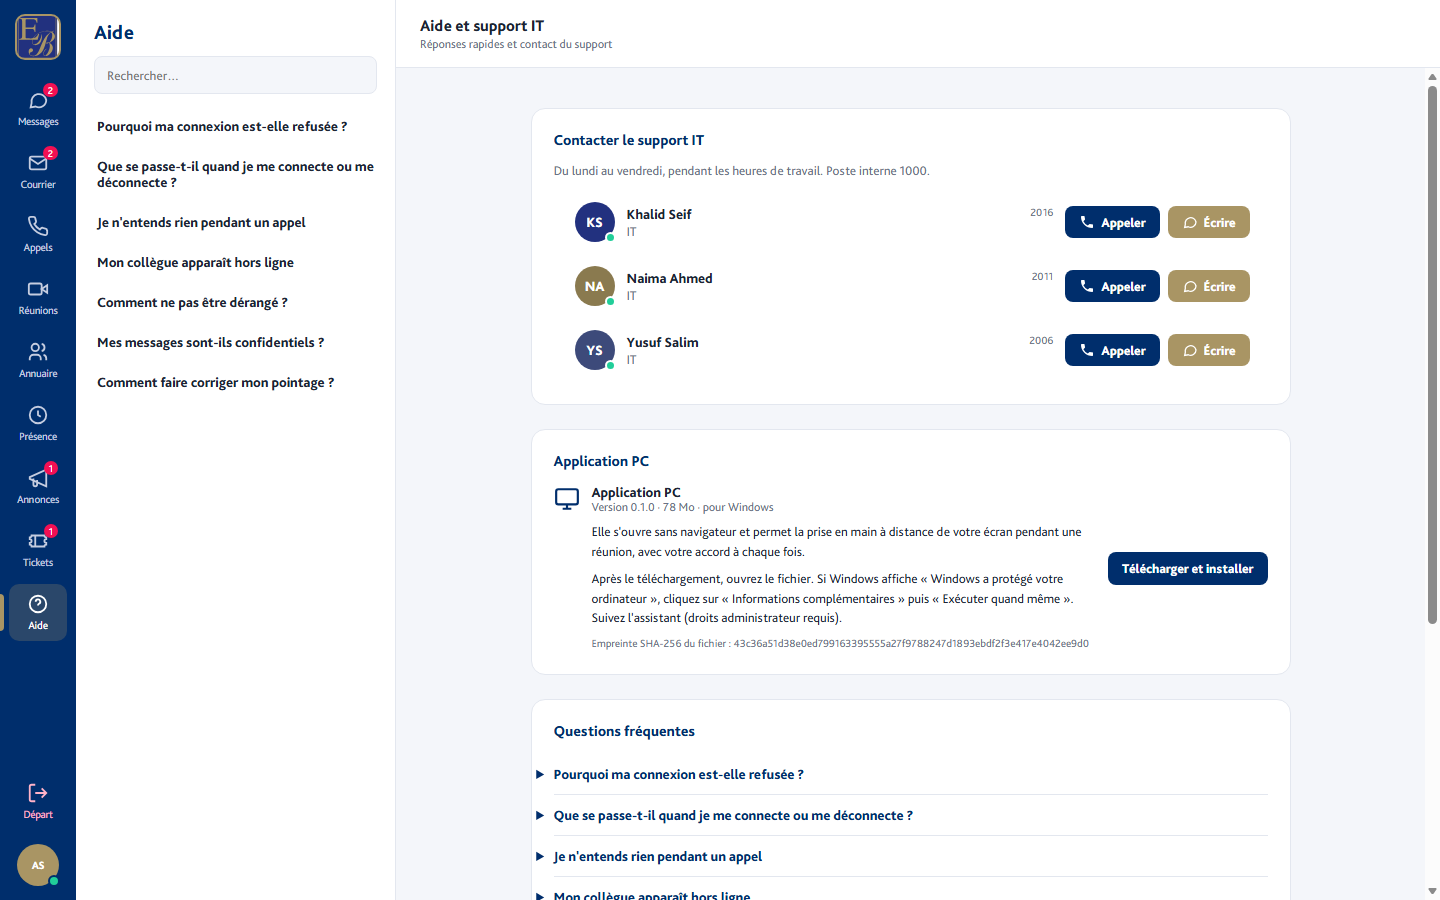 EB
2
Messages
2
Courrier
Appels
Réunions
Annuaire
Présence
1
Annonces
1
Tickets
Aide
Départ
AS
Aide
Rechercher...
Pourquoi ma connexion est-elle refusée ?
Que se passe-t-il quand je me connecte ou me
déconnecte ?
Je n'entends rien pendant un appel
Mon collègue apparaît hors ligne
Comment ne pas être dérangé ?
Mes messages sont-ils confidentiels ?
Comment faire corriger mon pointage ?
Aide et support IT
Réponses rapides et contact du support
Contacter le support IT
Du lundi au vendredi, pendant les heures de travail. Poste interne 1000.
KS
Khalid Seif
IT
2016
Appeler
Écrire
NA
Naima Ahmed
IT
2011
Appeler
Écrire
YS
Yusuf Salim
IT
2006
Appeler
Écrire
Application PC
Application PC
Version 0.1.0 · 78 Mo · pour Windows
Elle s'ouvre sans navigateur et permet la prise en main à distance de votre écran pendant une
réunion, avec votre accord à chaque fois.
Après le téléchargement, ouvrez le fichier. Si Windows affiche « Windows a protégé votre
ordinateur », cliquez sur « Informations complémentaires » puis « Exécuter quand même ».
Suivez l'assistant (droits administrateur requis).
Empreinte SHA-256 du fichier : 43c36a51d38e0ed799163395555a27f9788247d1893ebdf2f3e417e4042ee9d0
Télécharger et installer
Questions fréquentes
Pourquoi ma connexion est-elle refusée ?
Que se passe-t-il quand je me connecte ou me déconnecte ?
Je n'entends rien pendant un appel
Mon collègue apparaît hors ligne